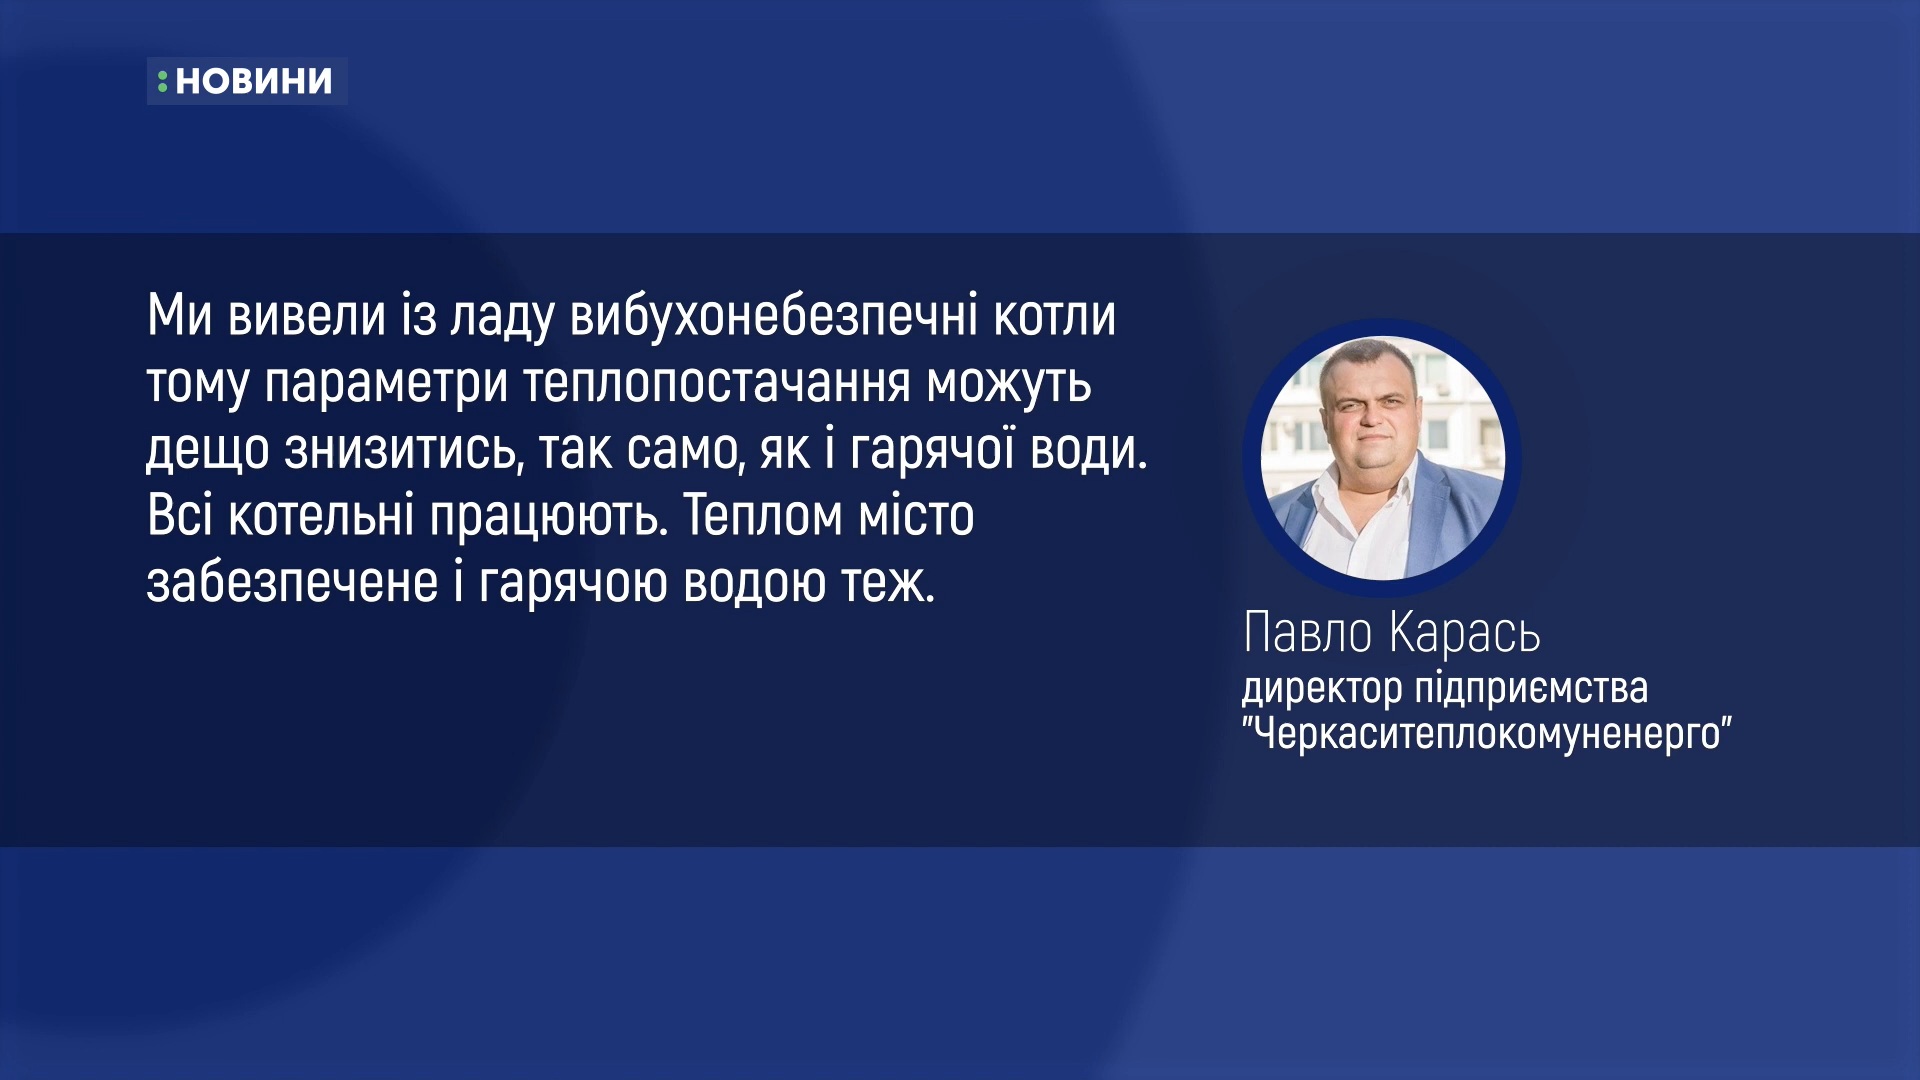 :НОВИНИ
Ми вивели із ладу вибухонебезпечні котли
тому параметри теплопостачання можуть
дещо знизитись, так само, як і гарячої води.
Всі котельні працюють. Теплом місто
забезпечене і гарячою водою теж.
Павло Карась
директор підприємства
"Черкаситеплокомуненерго"